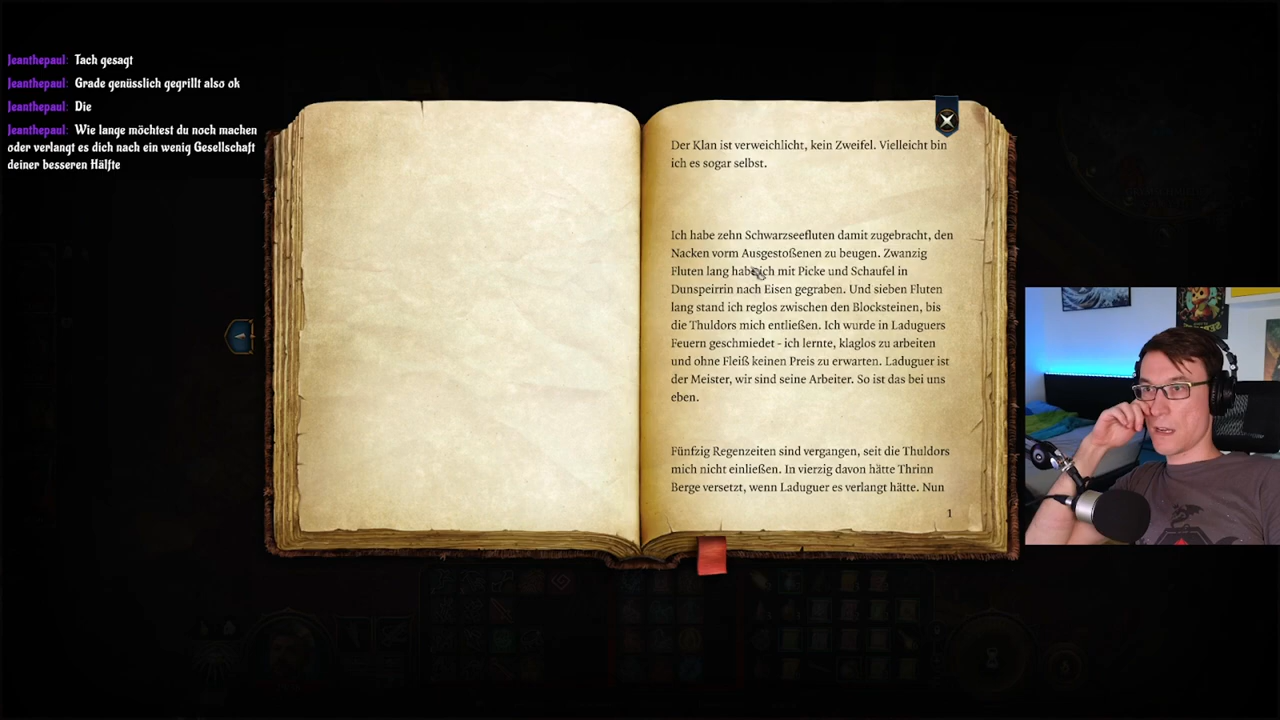 Jeanthepaul: Tach gesagt
Jeanthepaul: Grade genüsslich gegrillt also ok
Jeanthepaul: Die
Jeanthepaul: Wie lange möchtest du noch machen
oder verlangt es dich nach ein wenig Gesellschaft
deiner besseren Hälfte
Der Klan ist verweichlicht, kein Zweifel. Vielleicht bin
ich es sogar selbst.
Ich habe zehn Schwarzseefluten damit zugebracht, den
Nacken vorm Ausgestoßenen zu beugen. Zwanzig
Fluten lang habe ich mit Picke und Schaufel in
Dunspeirrin nach Eisen gegraben. Und sieben Fluten
lang stand ich reglos zwischen den Blocksteinen, bis
die Thuldors mich entließen. Ich wurde in Laduguers
Feuern geschmiedet - ich lernte, klaglos zu arbeiten
und ohne Fleiß keinen Preis zu erwarten. Laduguer ist
der Meister, wir sind seine Arbeiter. So ist das bei uns
eben.
Fünfzig Regenzeiten sind vergangen, seit die Thuldors
mich nicht einließen. In vierzig davon hätte Thrinn
Berge versetzt, wenn Laduguer es verlangt hätte. Nun
1